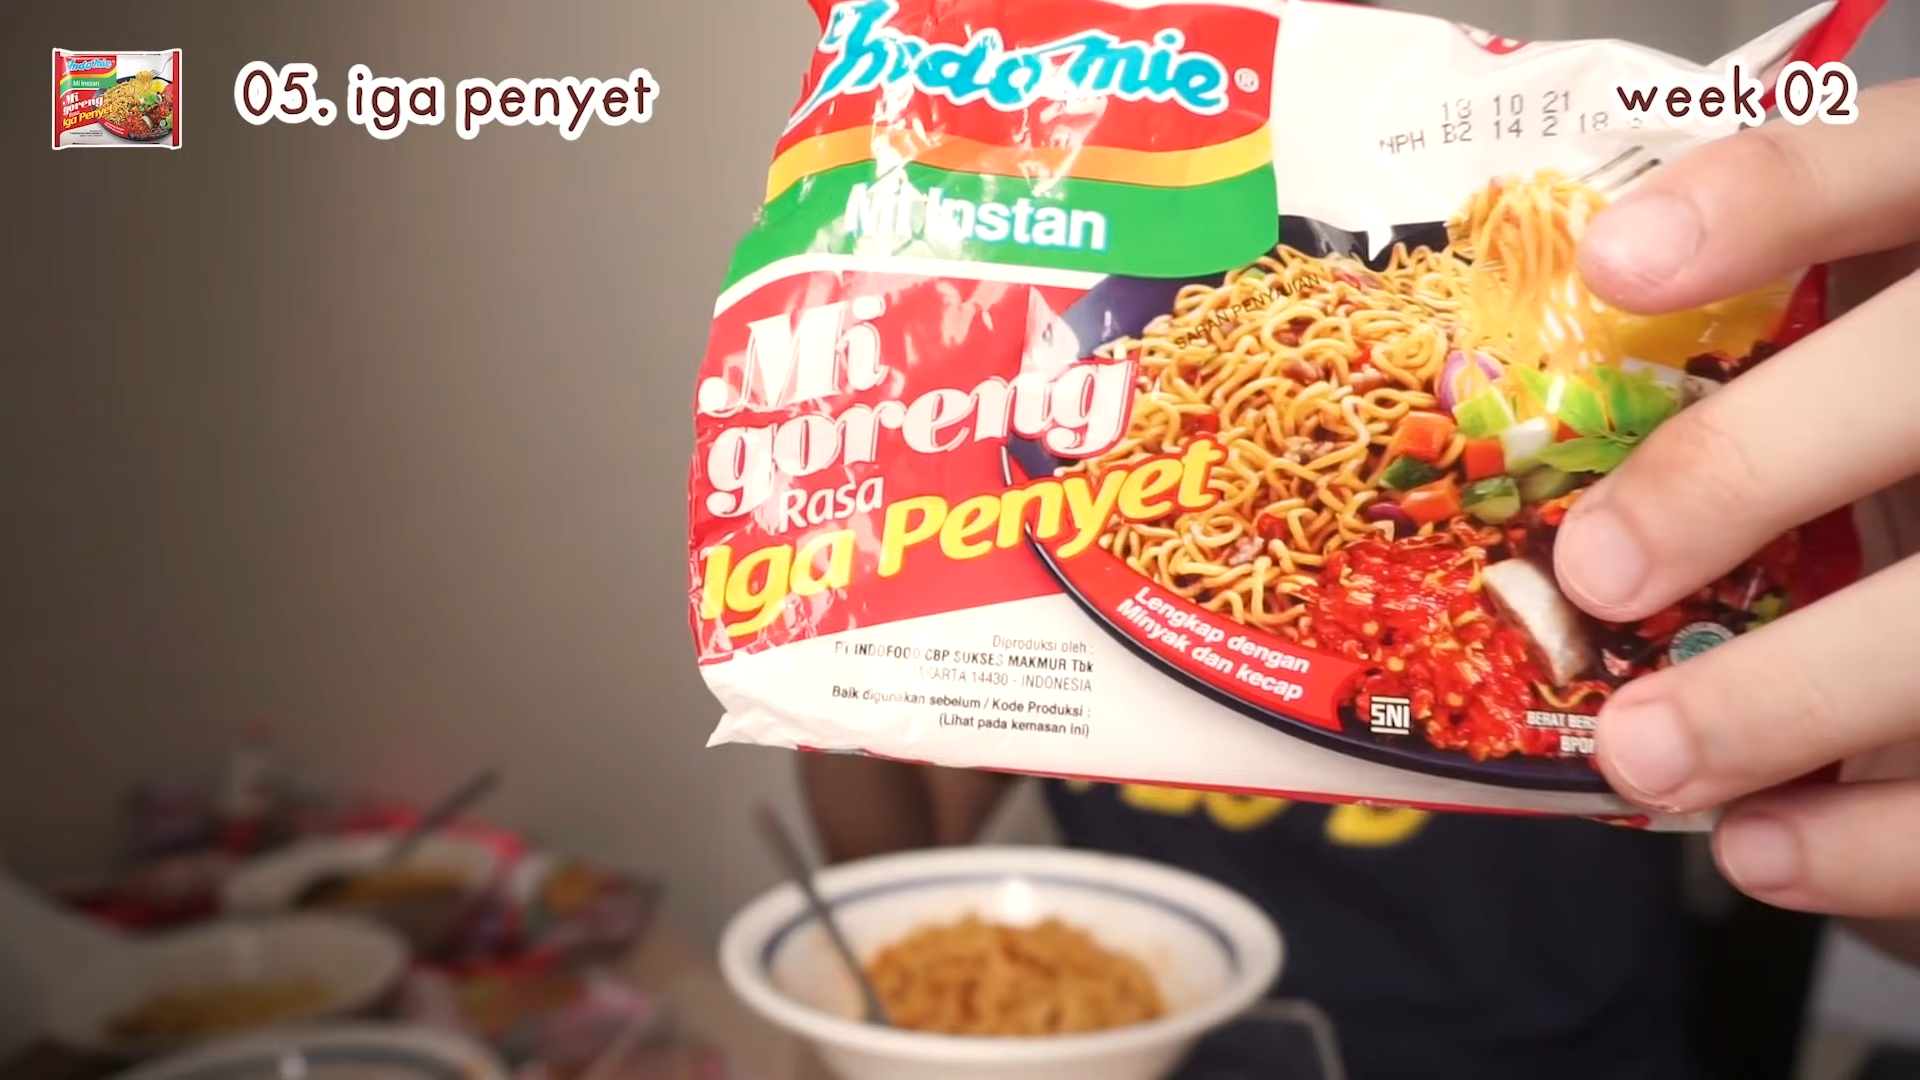 05. iga penyet
week 02
Indomie
Mi Instan
Mi
goreng
Rasa
Iga Penyet
10 21
NPH B2 14 2 18
SARAN PENYAJIAN
Lengkap dengan
Minyak dan kecap
Diproduksi oleh :
PT INDOFOOD CBP SUKSES MAKMUR Tbk
JAKARTA 14430 - INDONESIA
Baik digunakan sebelum / Kode Produksi :
(Lihat pada kemasan ini)
SNI
BERAT